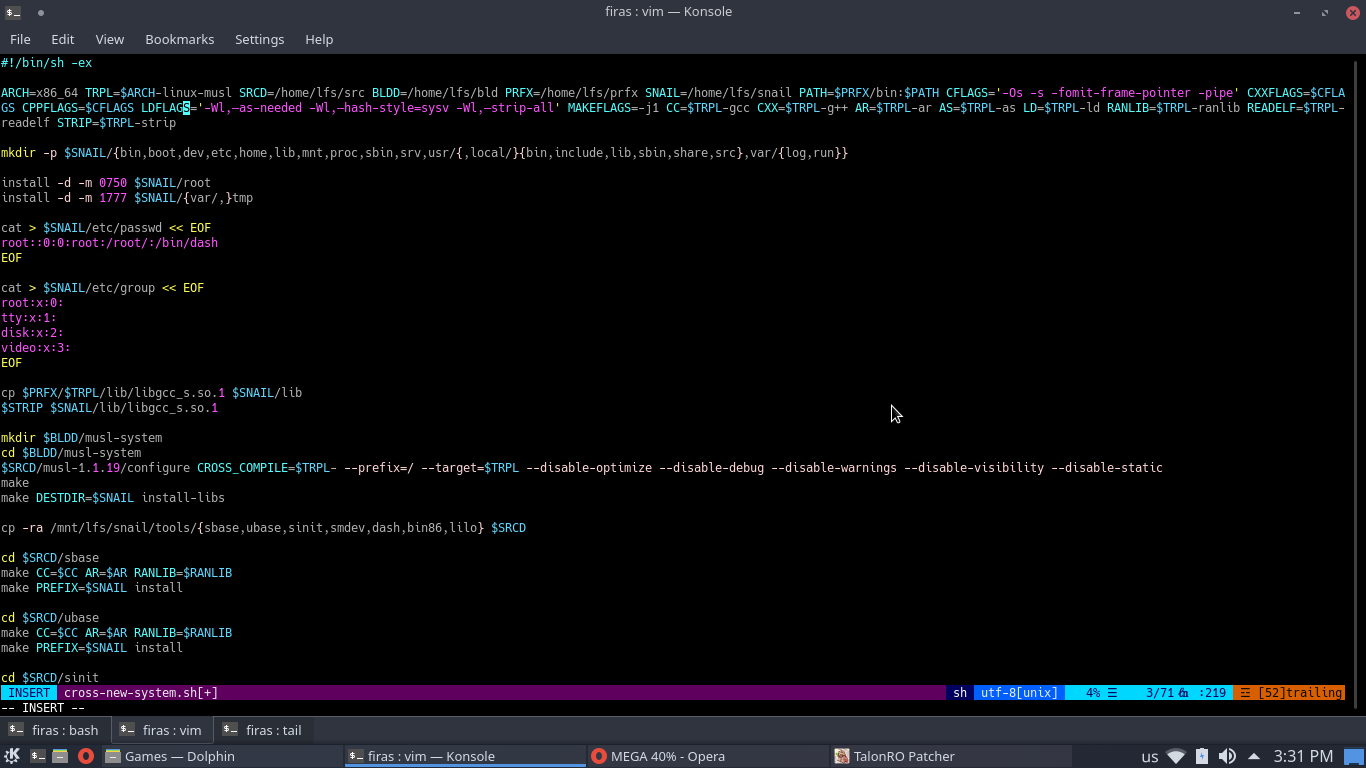 firas : vim — Konsole
File Edit View Bookmarks Settings Help
#!/bin/sh -ex
ARCH=x86_64 TRPL=$ARCH-linux-musl SRCD=/home/lfs/src BLDD=/home/lfs/bld PRFX=/home/lfs/prfx SNAIL=/home/lfs/snail PATH=$PRFX/bin:$PATH CFLAGS='-Os -s -fomit-frame-pointer -pipe' CXXFLAGS=$CFLA
GS CPPFLAGS=$CFLAGS LDFLAGS='-Wl,—as-needed -Wl,—hash-style=sysv -Wl,—strip-all' MAKEFLAGS=-j1 CC=$TRPL-gcc CXX=$TRPL-g++ AR=$TRPL-ar AS=$TRPL-as LD=$TRPL-ld RANLIB=$TRPL-ranlib READELF=$TRPL-
readelf STRIP=$TRPL-strip
mkdir -p $SNAIL/{bin,boot,dev,etc,home,lib,mnt,proc,sbin,srv,usr/{,local/}{bin,include,lib,sbin,share,src},var/{log,run}}
install -d -m 0750 $SNAIL/root
install -d -m 1777 $SNAIL/{var/,}tmp
cat > $SNAIL/etc/passwd << EOF
root::0:0:root:/root/:/bin/dash
EOF
cat > $SNAIL/etc/group << EOF
root:x:0:
tty:x:1:
disk:x:2:
video:x:3:
EOF
cp $PRFX/$TRPL/lib/libgcc_s.so.1 $SNAIL/lib
$STRIP $SNAIL/lib/libgcc_s.so.1
mkdir $BLDD/musl-system
cd $BLDD/musl-system
$SRCD/musl-1.1.19/configure CROSS_COMPILE=$TRPL- --prefix=/ --target=$TRPL --disable-optimize --disable-debug --disable-warnings --disable-visibility --disable-static
make
make DESTDIR=$SNAIL install-libs
cp -ra /mnt/lfs/snail/tools/{sbase,ubase,sinit,smdev,dash,bin86,lilo} $SRCD
cd $SRCD/sbase
make CC=$CC AR=$AR RANLIB=$RANLIB
make PREFIX=$SNAIL install
cd $SRCD/ubase
make CC=$CC AR=$AR RANLIB=$RANLIB
make PREFIX=$SNAIL install
cd $SRCD/sinit
INSERT cross-new-system.sh[+] sh utf-8[unix] 4% ☰ 3/71 :219 ☲ [52]trailing
-- INSERT --
firas : bash firas : vim firas : tail
Games — Dolphin firas : vim — Konsole MEGA 40% - Opera TalonRO Patcher us 3:31 PM